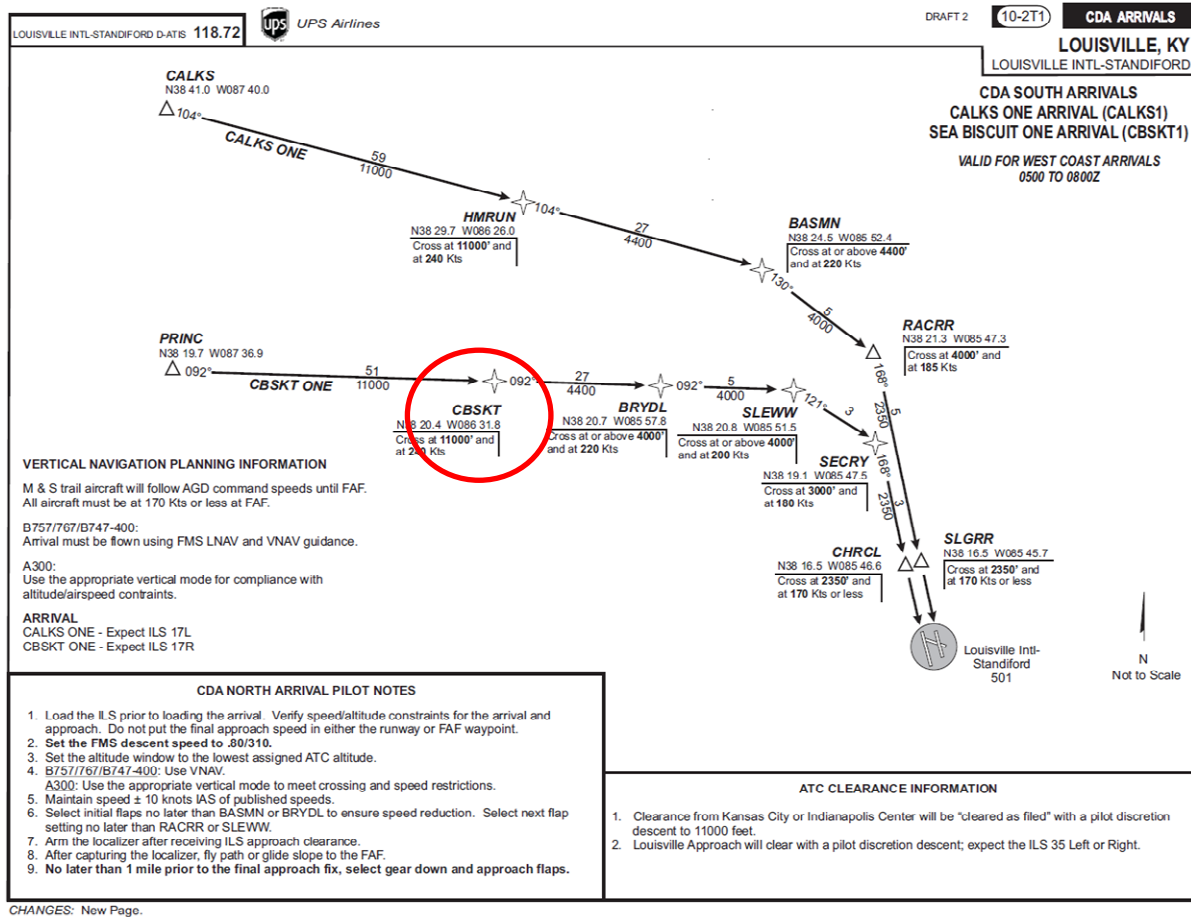 LOUISVILLE INTL-STANDIFORD D-ATIS 118.72
ups
UPS Airlines
DRAFT 2
10-2T1
CDA ARRIVALS
LOUISVILLE, KY
LOUISVILLE INTL-STANDIFORD
CDA SOUTH ARRIVALS
CALKS ONE ARRIVAL (CALKS1)
SEA BISCUIT ONE ARRIVAL (CBSKT1)
VALID FOR WEST COAST ARRIVALS
0500 TO 0800Z
CALKS
N38 41.0 W087 40.0
104°
CALKS ONE
59
11000
HMRUN
N38 29.7 W086 26.0
Cross at 11000' and
at 240 Kts
104°
27
4400
BASMN
N38 24.5 W085 52.4
Cross at or above 4400'
and at 220 Kts
130°
5
4000
RACRR
N38 21.3 W085 47.3
Cross at 4000' and
at 185 Kts
168°
5
2350
3
PRINC
N38 19.7 W087 36.9
092°
CBSKT ONE
51
11000
CBSKT
N38 20.4 W086 31.8
Cross at 11000' and
at 240 Kts
092°
27
4400
BRYDL
N38 20.7 W085 57.8
Cross at or above 4000'
and at 220 Kts
092°
5
4000
SLEWW
N38 20.8 W085 51.5
Cross at or above 4000'
and at 200 Kts
121°
3
SECRY
N38 19.1 W085 47.5
Cross at 3000' and
at 180 Kts
168°
2350
CHRCL
N38 16.5 W085 46.6
Cross at 2350' and
at 170 Kts or less
SLGRR
N38 16.5 W085 45.7
Cross at 2350' and
at 170 Kts or less
Louisville Intl-
Standiford
501
N
Not to Scale
VERTICAL NAVIGATION PLANNING INFORMATION
M & S trail aircraft will follow AGD command speeds until FAF.
All aircraft must be at 170 Kts or less at FAF.
B757/767/B747-400:
Arrival must be flown using FMS LNAV and VNAV guidance.
A300:
Use the appropriate vertical mode for compliance with
altitude/airspeed contraints.
ARRIVAL
CALKS ONE - Expect ILS 17L
CBSKT ONE - Expect ILS 17R
CDA NORTH ARRIVAL PILOT NOTES
1. Load the ILS prior to loading the arrival. Verify speed/altitude constraints for the arrival and
approach. Do not put the final approach speed in either the runway or FAF waypoint.
2. Set the FMS descent speed to .80/310.
3. Set the altitude window to the lowest assigned ATC altitude.
4. B757/767/B747-400: Use VNAV.
A300: Use the appropriate vertical mode to meet crossing and speed restrictions.
5. Maintain speed ± 10 knots IAS of published speeds.
6. Select initial flaps no later than BASMN or BRYDL to ensure speed reduction. Select next flap
setting no later than RACRR or SLEWW.
7. Arm the localizer after receiving ILS approach clearance.
8. After capturing the localizer, fly path or glide slope to the FAF.
9. No later than 1 mile prior to the final approach fix, select gear down and approach flaps.
ATC CLEARANCE INFORMATION
1. Clearance from Kansas City or Indianapolis Center will be "cleared as filed" with a pilot discretion
descent to 11000 feet.
2. Louisville Approach will clear with a pilot discretion descent; expect the ILS 35 Left or Right.
CHANGES: New Page.